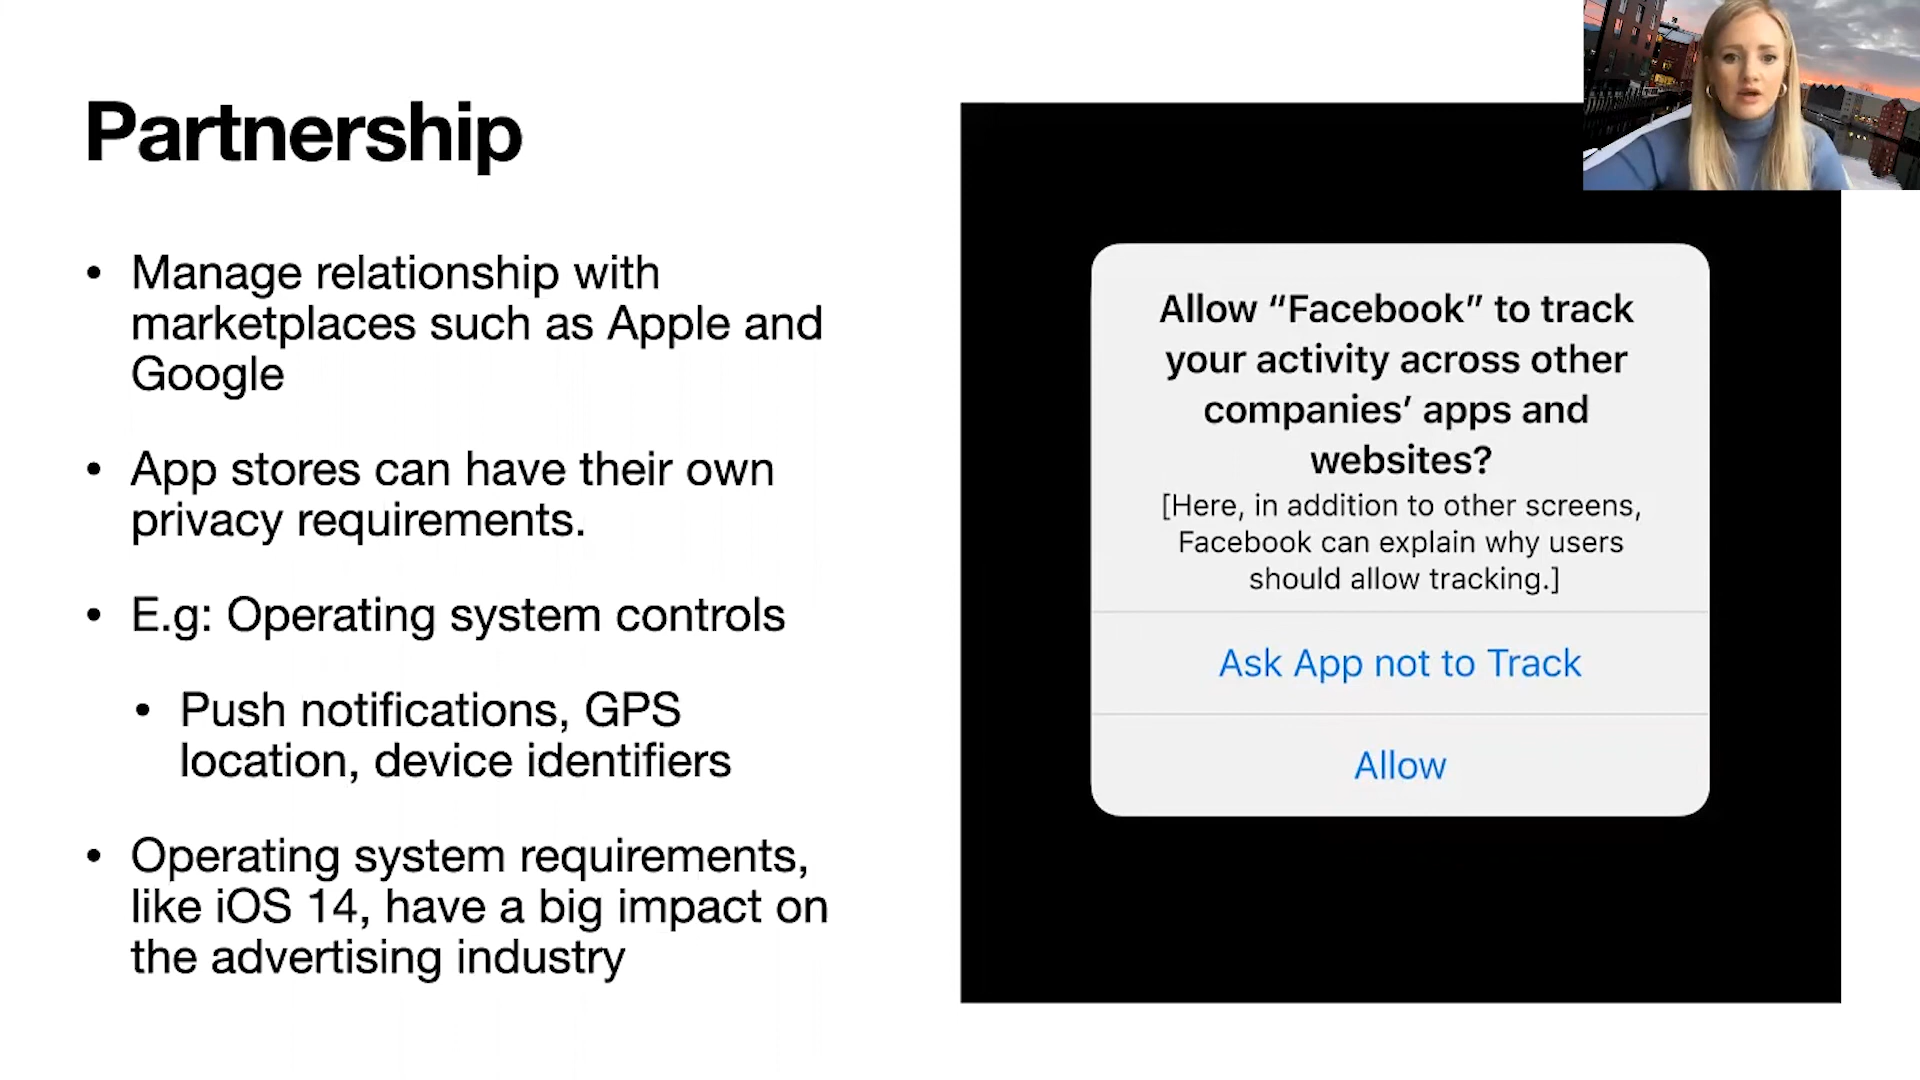 Partnership
• Manage relationship with
marketplaces such as Apple and
Google
• App stores can have their own
privacy requirements.
• E.g: Operating system controls
• Push notifications, GPS
location, device identifiers
• Operating system requirements,
like iOS 14, have a big impact on
the advertising industry
Allow “Facebook” to track
your activity across other
companies’ apps and
websites?
[Here, in addition to other screens,
Facebook can explain why users
should allow tracking.]
Ask App not to Track
Allow